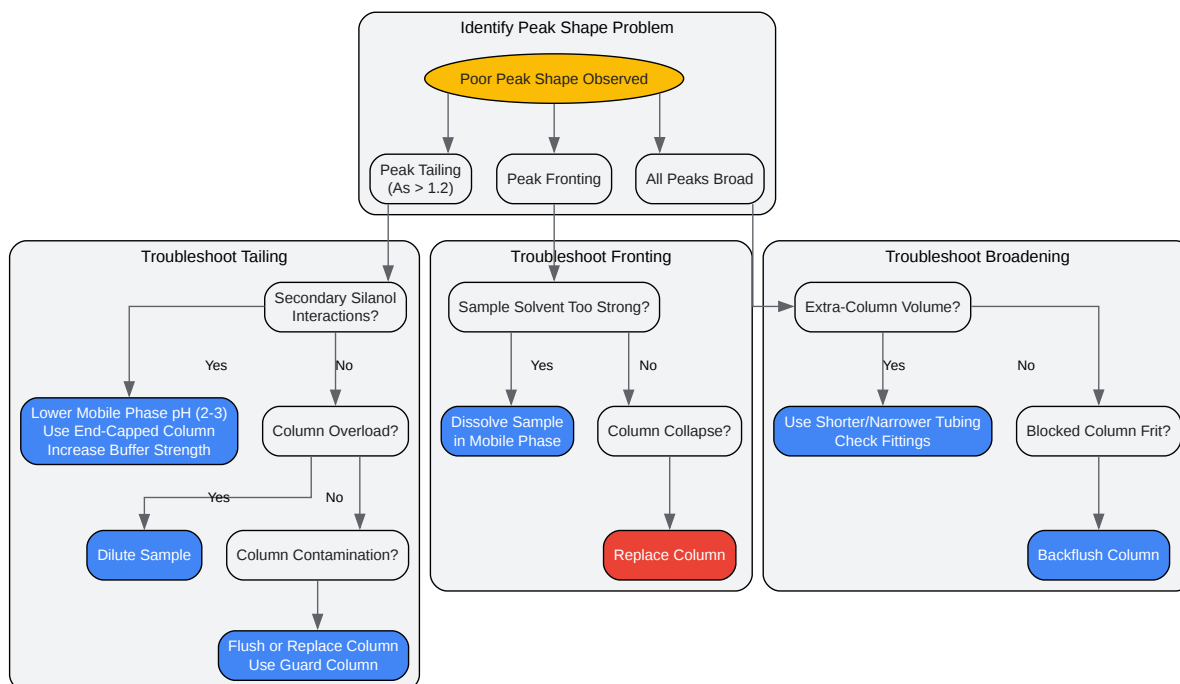 Identify Peak Shape Problem
Poor Peak Shape Observed
Peak Tailing
(As > 1.2)
Peak Fronting
All Peaks Broad
Troubleshoot Tailing
Secondary Silanol
Interactions?
Yes
No
Lower Mobile Phase pH (2-3)
Use End-Capped Column
Increase Buffer Strength
Column Overload?
Yes
No
Dilute Sample
Column Contamination?
Flush or Replace Column
Use Guard Column
Troubleshoot Fronting
Sample Solvent Too Strong?
Yes
No
Dissolve Sample
in Mobile Phase
Column Collapse?
Replace Column
Troubleshoot Broadening
Extra-Column Volume?
Yes
No
Use Shorter/Narrower Tubing
Check Fittings
Blocked Column Frit?
Backflush Column